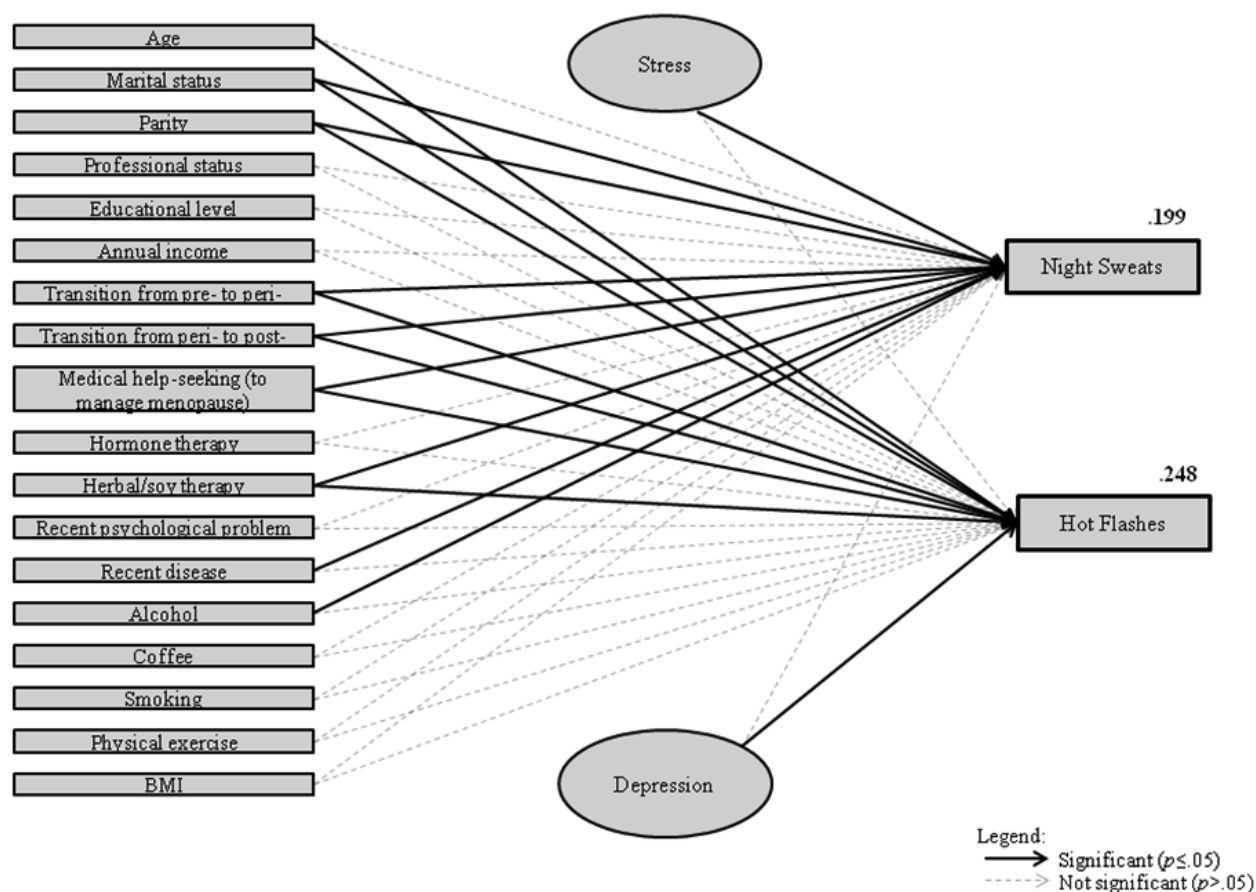 Age
Marital status
Parity
Professional status
Educational level
Annual income
Transition from pre- to peri-
Transition from peri- to post-
Medical help-seeking (to
manage menopause)
Hormone therapy
Herbal/soy therapy
Recent psychological problem
Recent disease
Alcohol
Coffee
Smoking
Physical exercise
BMI
Stress
Depression
.199
Night Sweats
.248
Hot Flashes
Legend:
Significant (p≤.05)
Not significant (p>.05)